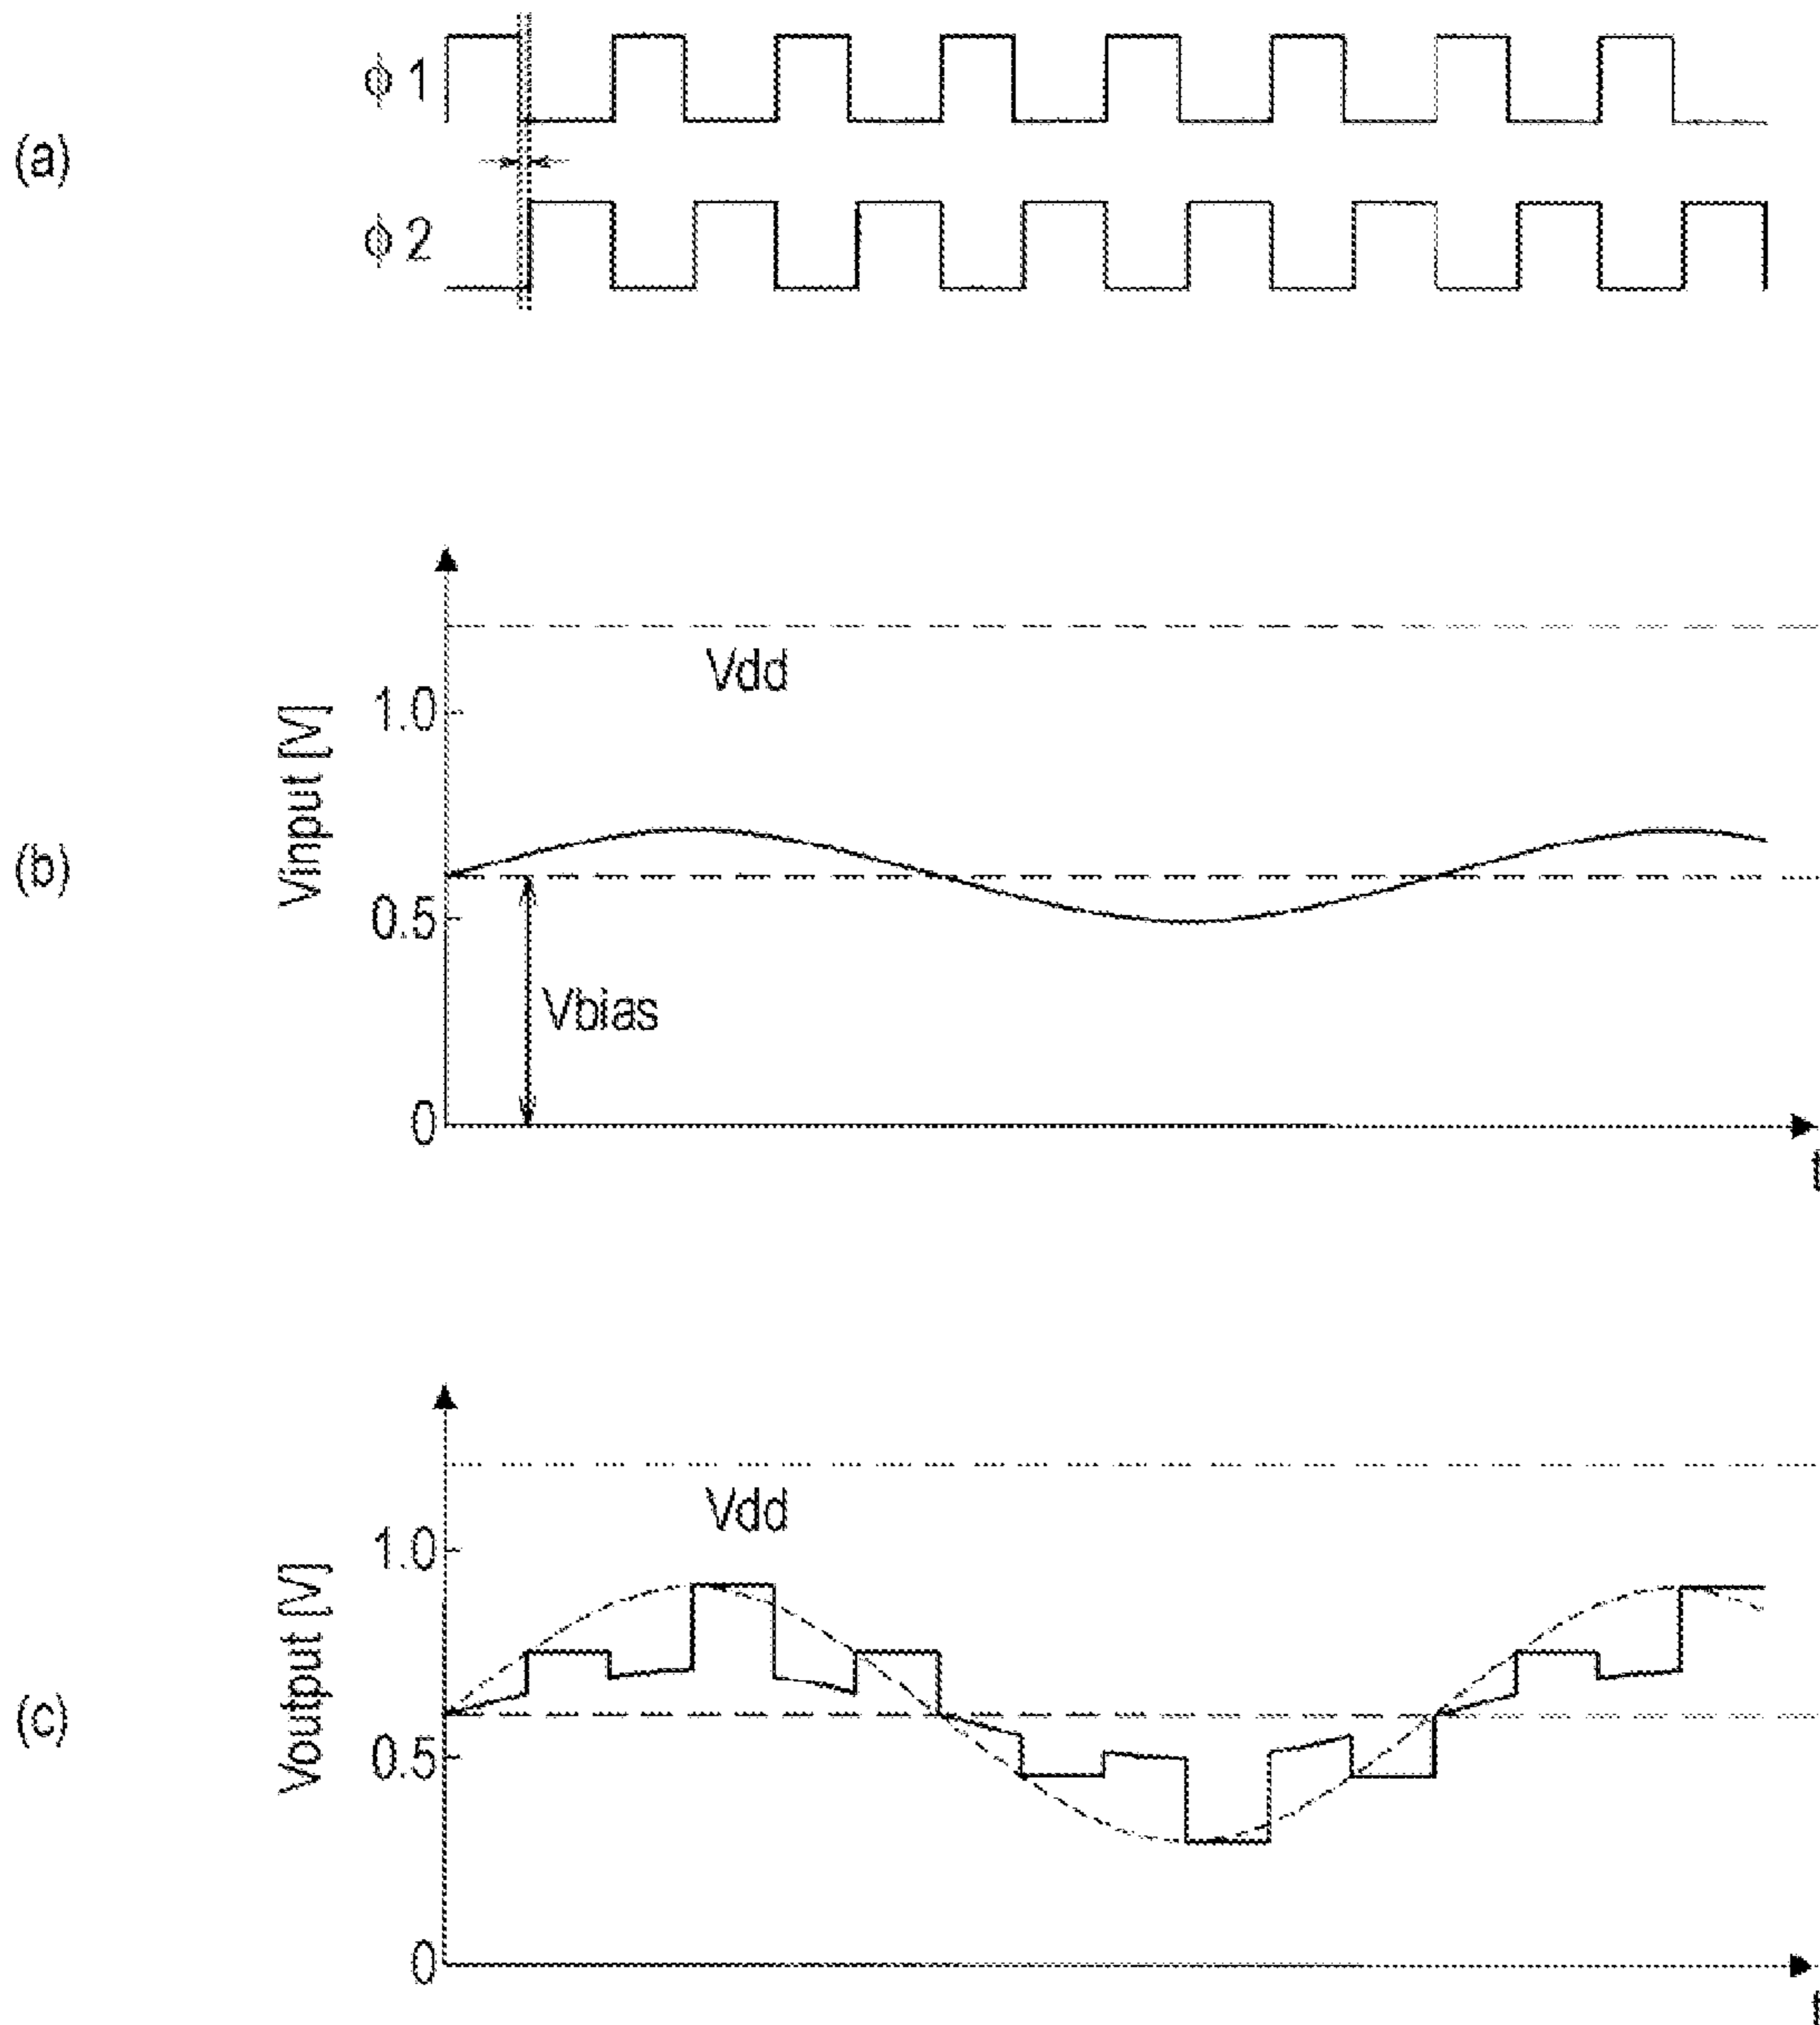 (a)
ϕ1
ϕ2
(b)
Vinput [V]
Vdd
1.0
0.5
Vbias
0
t
(c)
Voutput [V]
Vdd
1.0
0.5
0
t